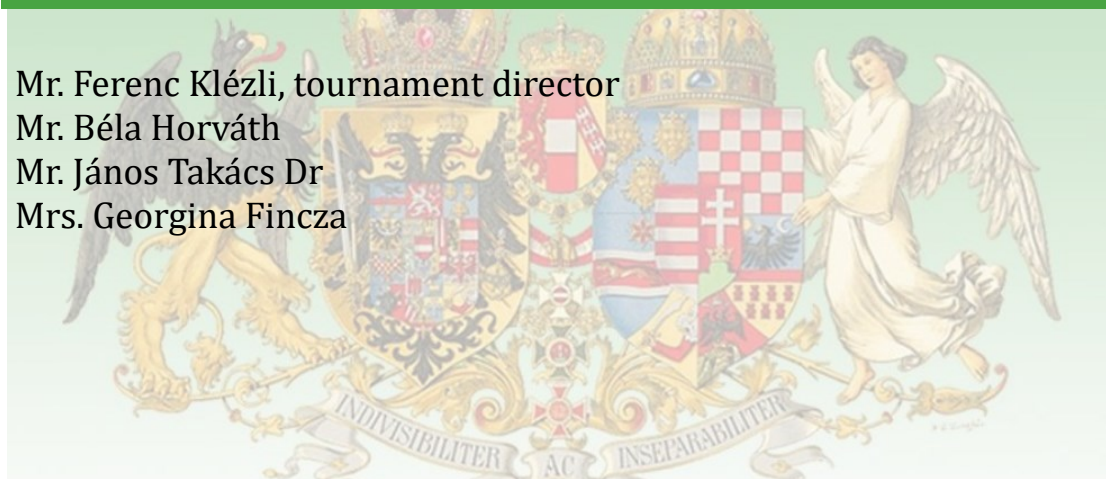 Mr. Ferenc Klézli, tournament director
Mr. Béla Horváth
Mr. János Takács Dr
Mrs. Georgina Fincza
INDIVISIBILITER AC INSEPARABILITER